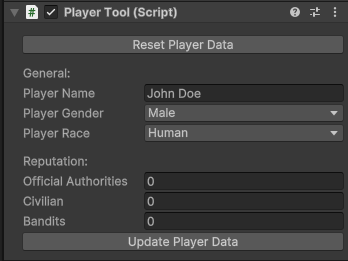 Player Tool (Script)
Reset Player Data
General:
Player Name John Doe
Player Gender Male
Player Race Human
Reputation:
Official Authorities 0
Civilian 0
Bandits 0
Update Player Data